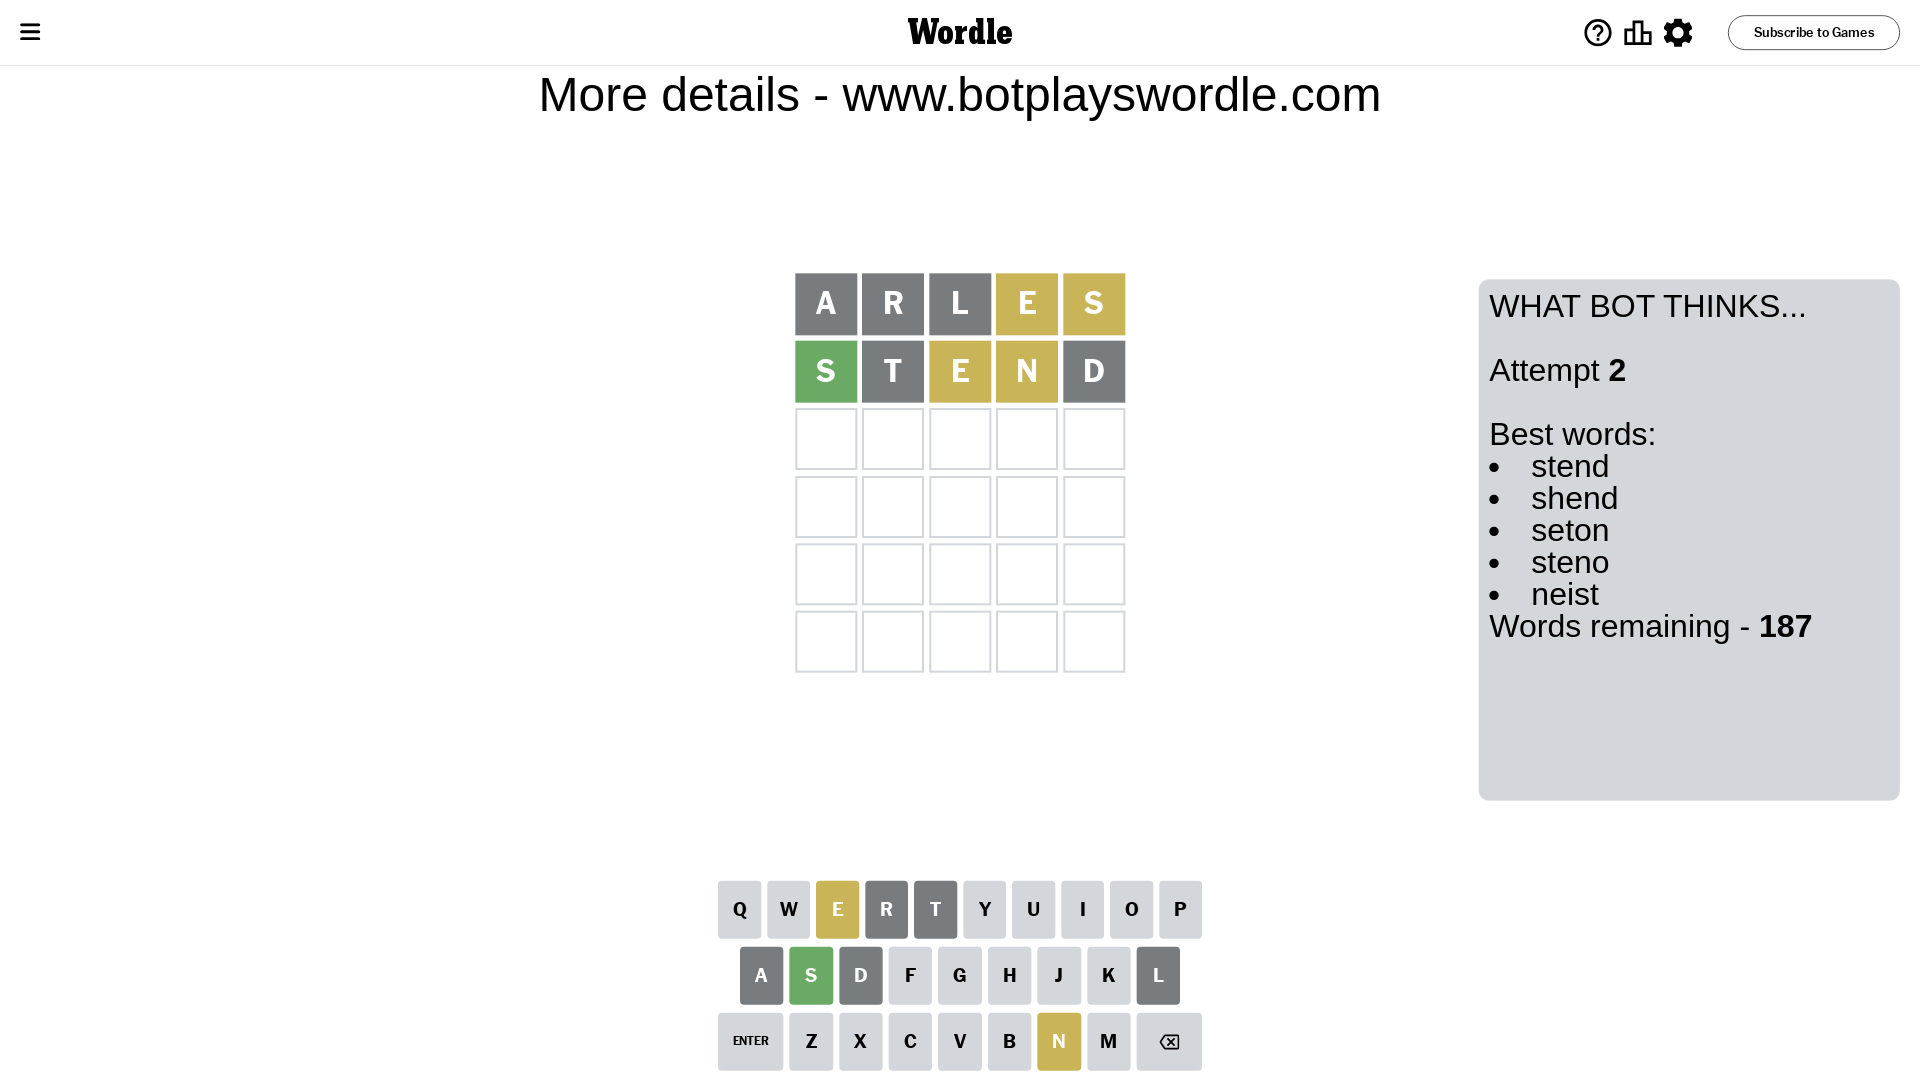 Wordle
Subscribe to Games
More details - www.botplayswordle.com
A R L E S
S T E N D
WHAT BOT THINKS...
Attempt 2
Best words:
• stend
• shend
• seton
• steno
• neist
Words remaining - 187
Q W E R T Y U I O P
A S D F G H J K L
ENTER Z X C V B N M